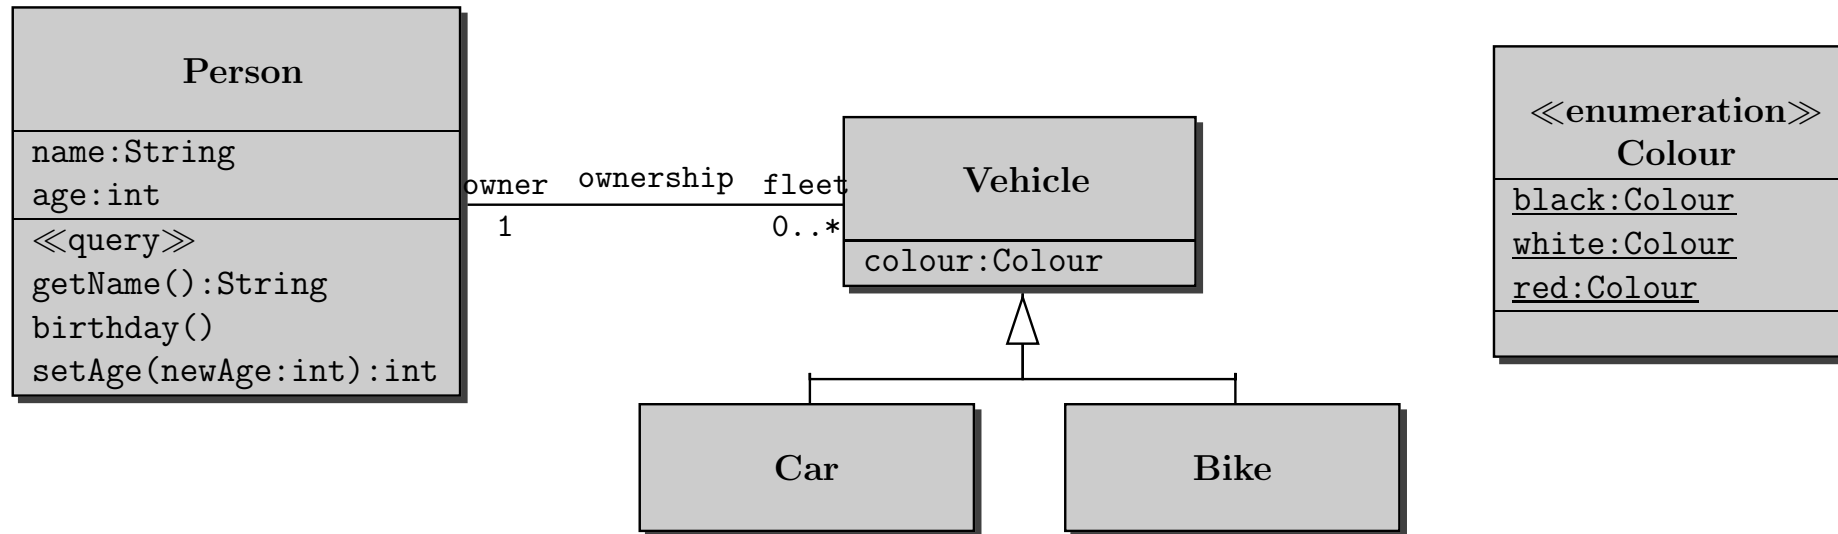 Person
name:String
age:int
≪query≫
getName():String
birthday()
setAge(newAge:int):int
owner
ownership
fleet
1
0..*
Vehicle
colour:Colour
Car
Bike
≪enumeration≫
Colour
black:Colour
white:Colour
red:Colour